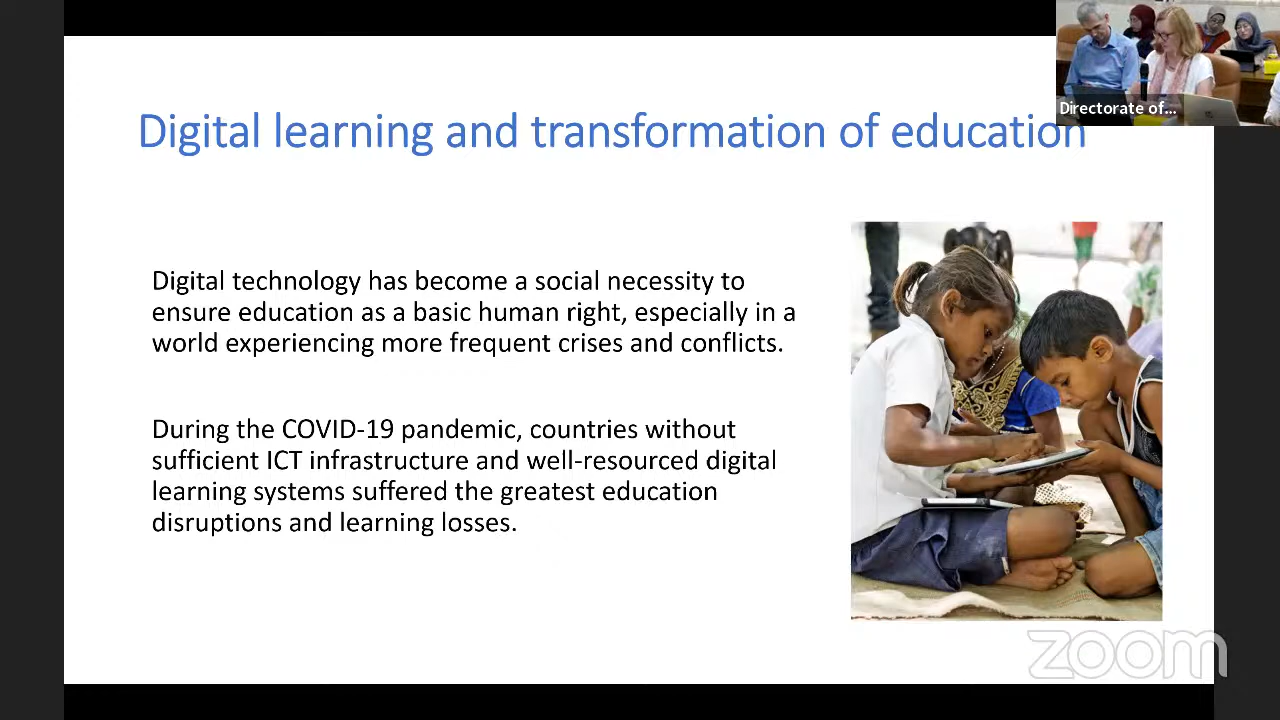 Directorate of...
Digital learning and transformation of education
Digital technology has become a social necessity to
ensure education as a basic human right, especially in a
world experiencing more frequent crises and conflicts.
During the COVID-19 pandemic, countries without
sufficient ICT infrastructure and well-resourced digital
learning systems suffered the greatest education
disruptions and learning losses.
zoom